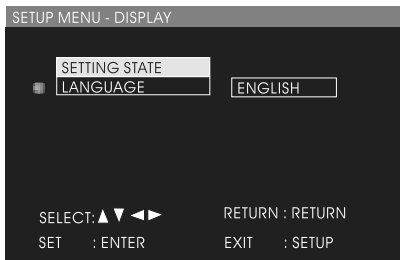 SETUP MENU - DISPLAY
SETTING STATE
LANGUAGE ENGLISH
SELECT:▲▼◄► RETURN : RETURN
SET : ENTER EXIT : SETUP